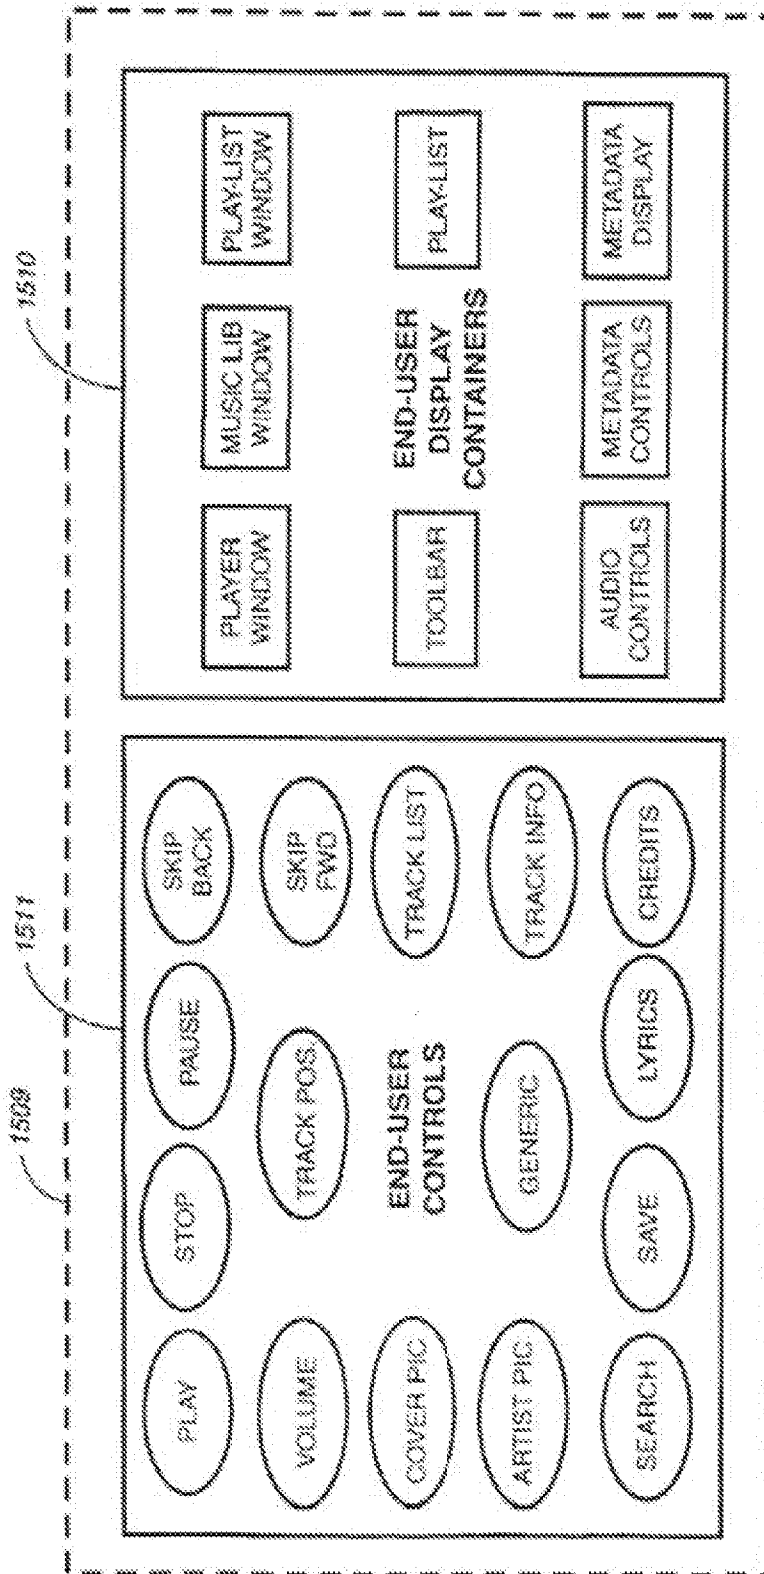 1509
1511
1510
PLAY
STOP
PAUSE
SKIP
BACK
VOLUME
TRACK POS.
SKIP
FWD
COVER PIC
END-USER
CONTROLS
TRACK LIST
ARTIST PIC
GENERIC
TRACK INFO
SEARCH
SAVE
LYRICS
CREDITS
PLAYER
WINDOW
MUSIC LIB
WINDOW
PLAY-LIST
WINDOW
TOOLBAR
END-USER
DISPLAY
CONTAINERS
PLAY-LIST
AUDIO
CONTROLS
METADATA
CONTROLS
METADATA
DISPLAY